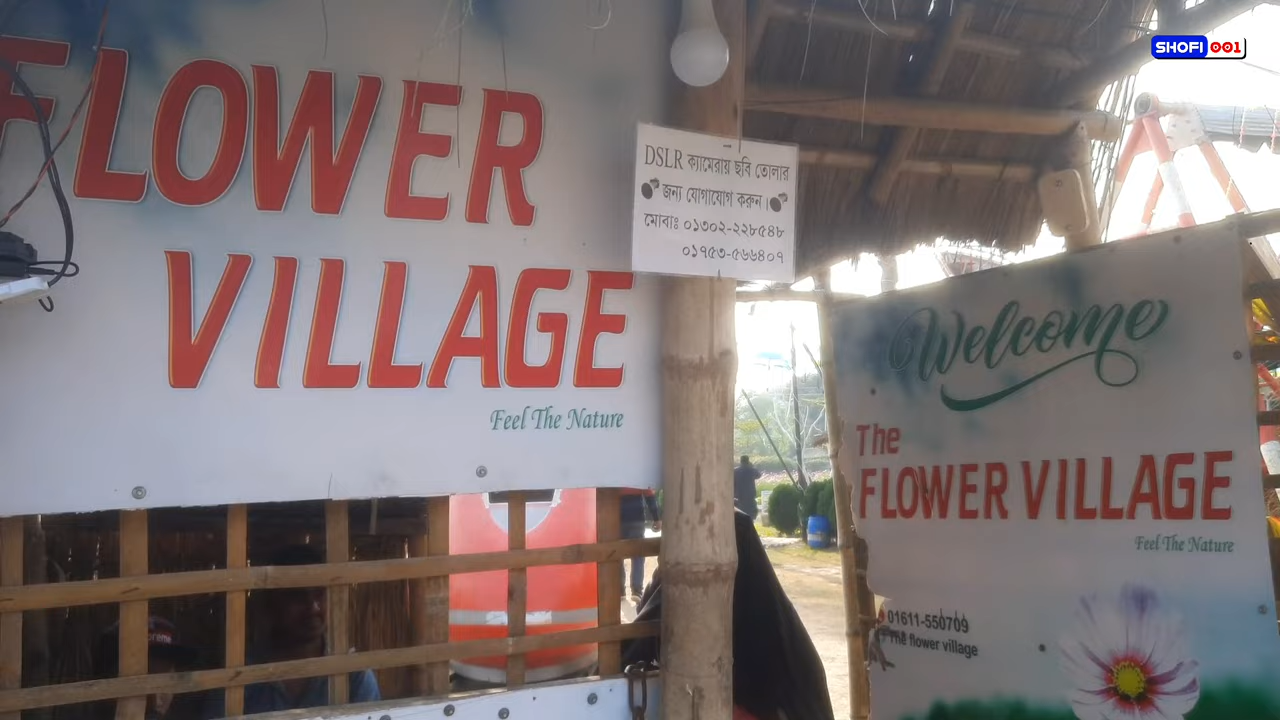 FLOWER
VILLAGE
Feel The Nature
DSLR ক্যামেরায় ছবি তোলার
জন্য যোগাযোগ করুন।
মোবাঃ ০১৩০২-২২৮৫৪৮
০১৭৫৩-৫৬৬৪০৭
SHOFI 001
Welcome
The
FLOWER VILLAGE
Feel The Nature
01611-550709
The flower village